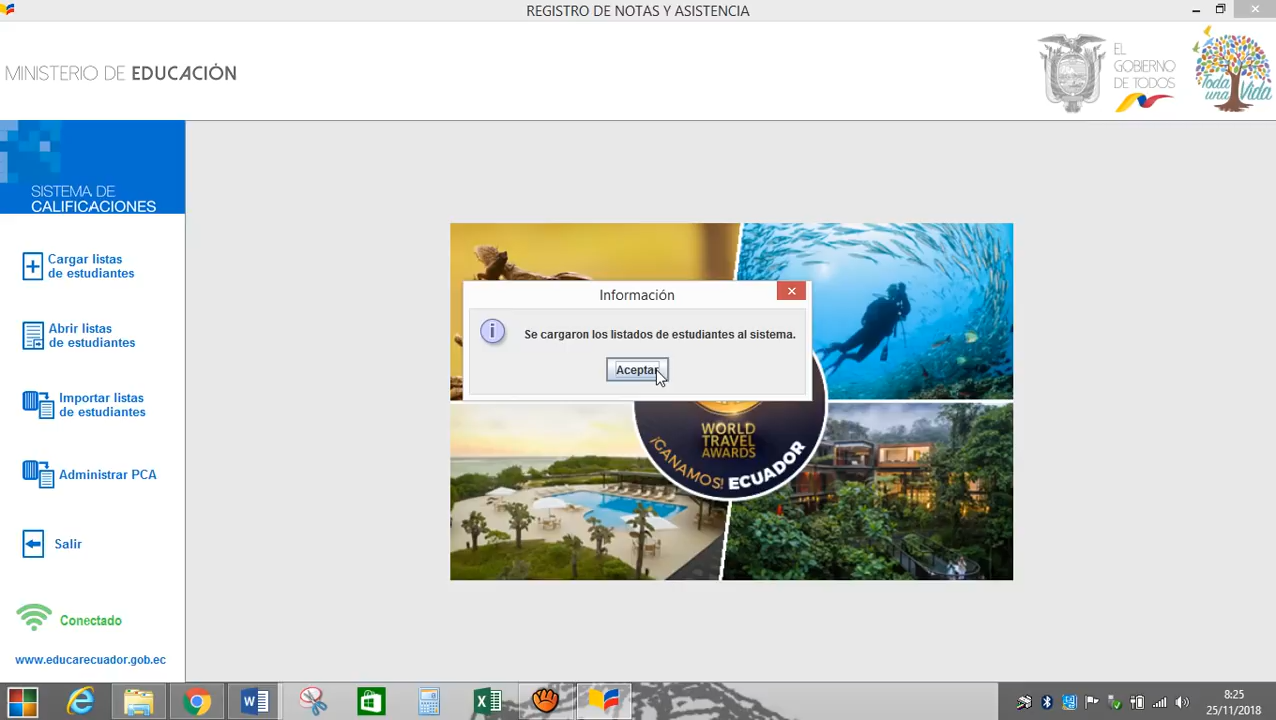 REGISTRO DE NOTAS Y ASISTENCIA
MINISTERIO DE EDUCACIÓN
EL
GOBIERNO
DE TODOS
Toda
una Vida
SISTEMA DE
CALIFICACIONES
Cargar listas
de estudiantes
Abrir listas
de estudiantes
Importar listas
de estudiantes
Administrar PCA
Salir
Conectado
www.educarecuador.gob.ec
Información
Se cargaron los listados de estudiantes al sistema.
Aceptar
WORLD
TRAVEL
AWARDS
¡GANAMOS! ECUADOR
8:25
25/11/2018